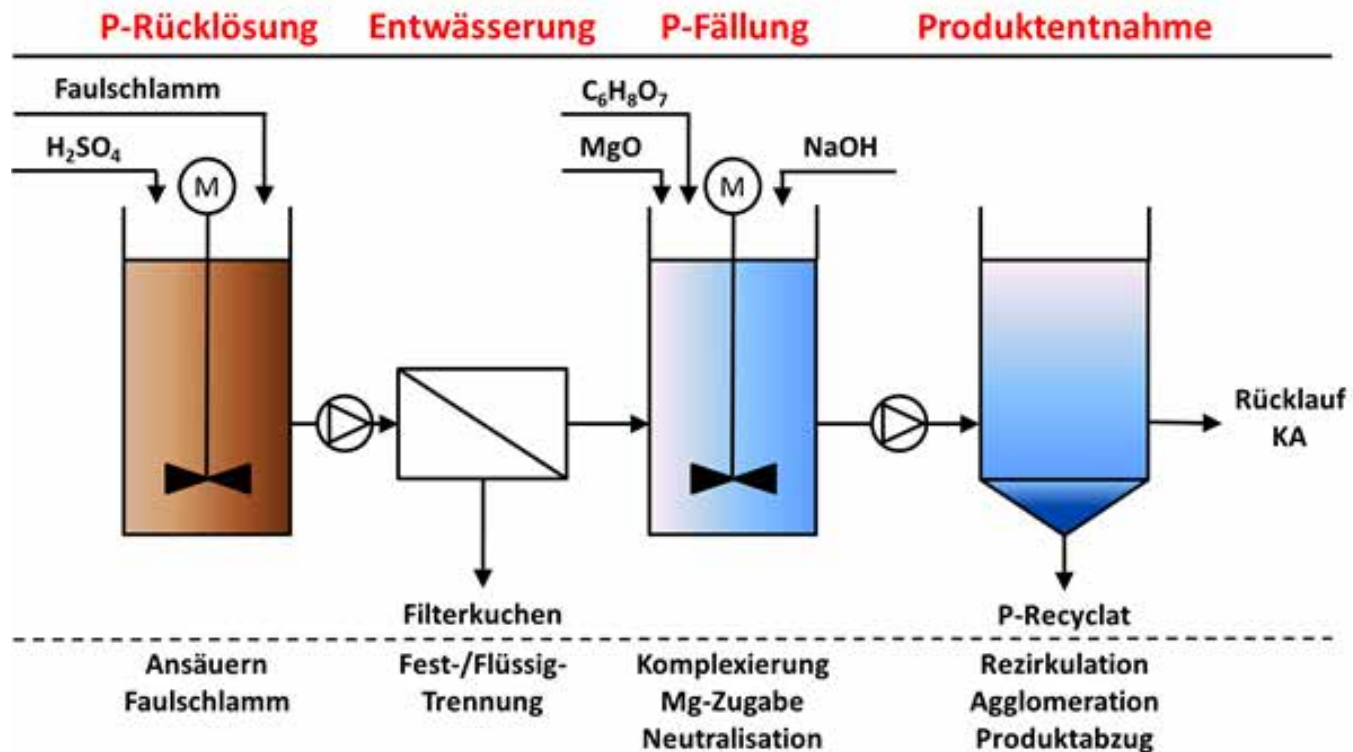 P-Rücklösung Entwässerung P-Fällung Produktentnahme
Faulschlamm
H₂SO₄
M
C₆H₈O₇
MgO
M
NaOH
Rücklauf
KA
Filterkuchen
P-Recyclat
Ansäuern
Faulschlamm
Fest-/Flüssig-
Trennung
Komplexierung
Mg-Zugabe
Neutralisation
Rezirkulation
Agglomeration
Produktabzug